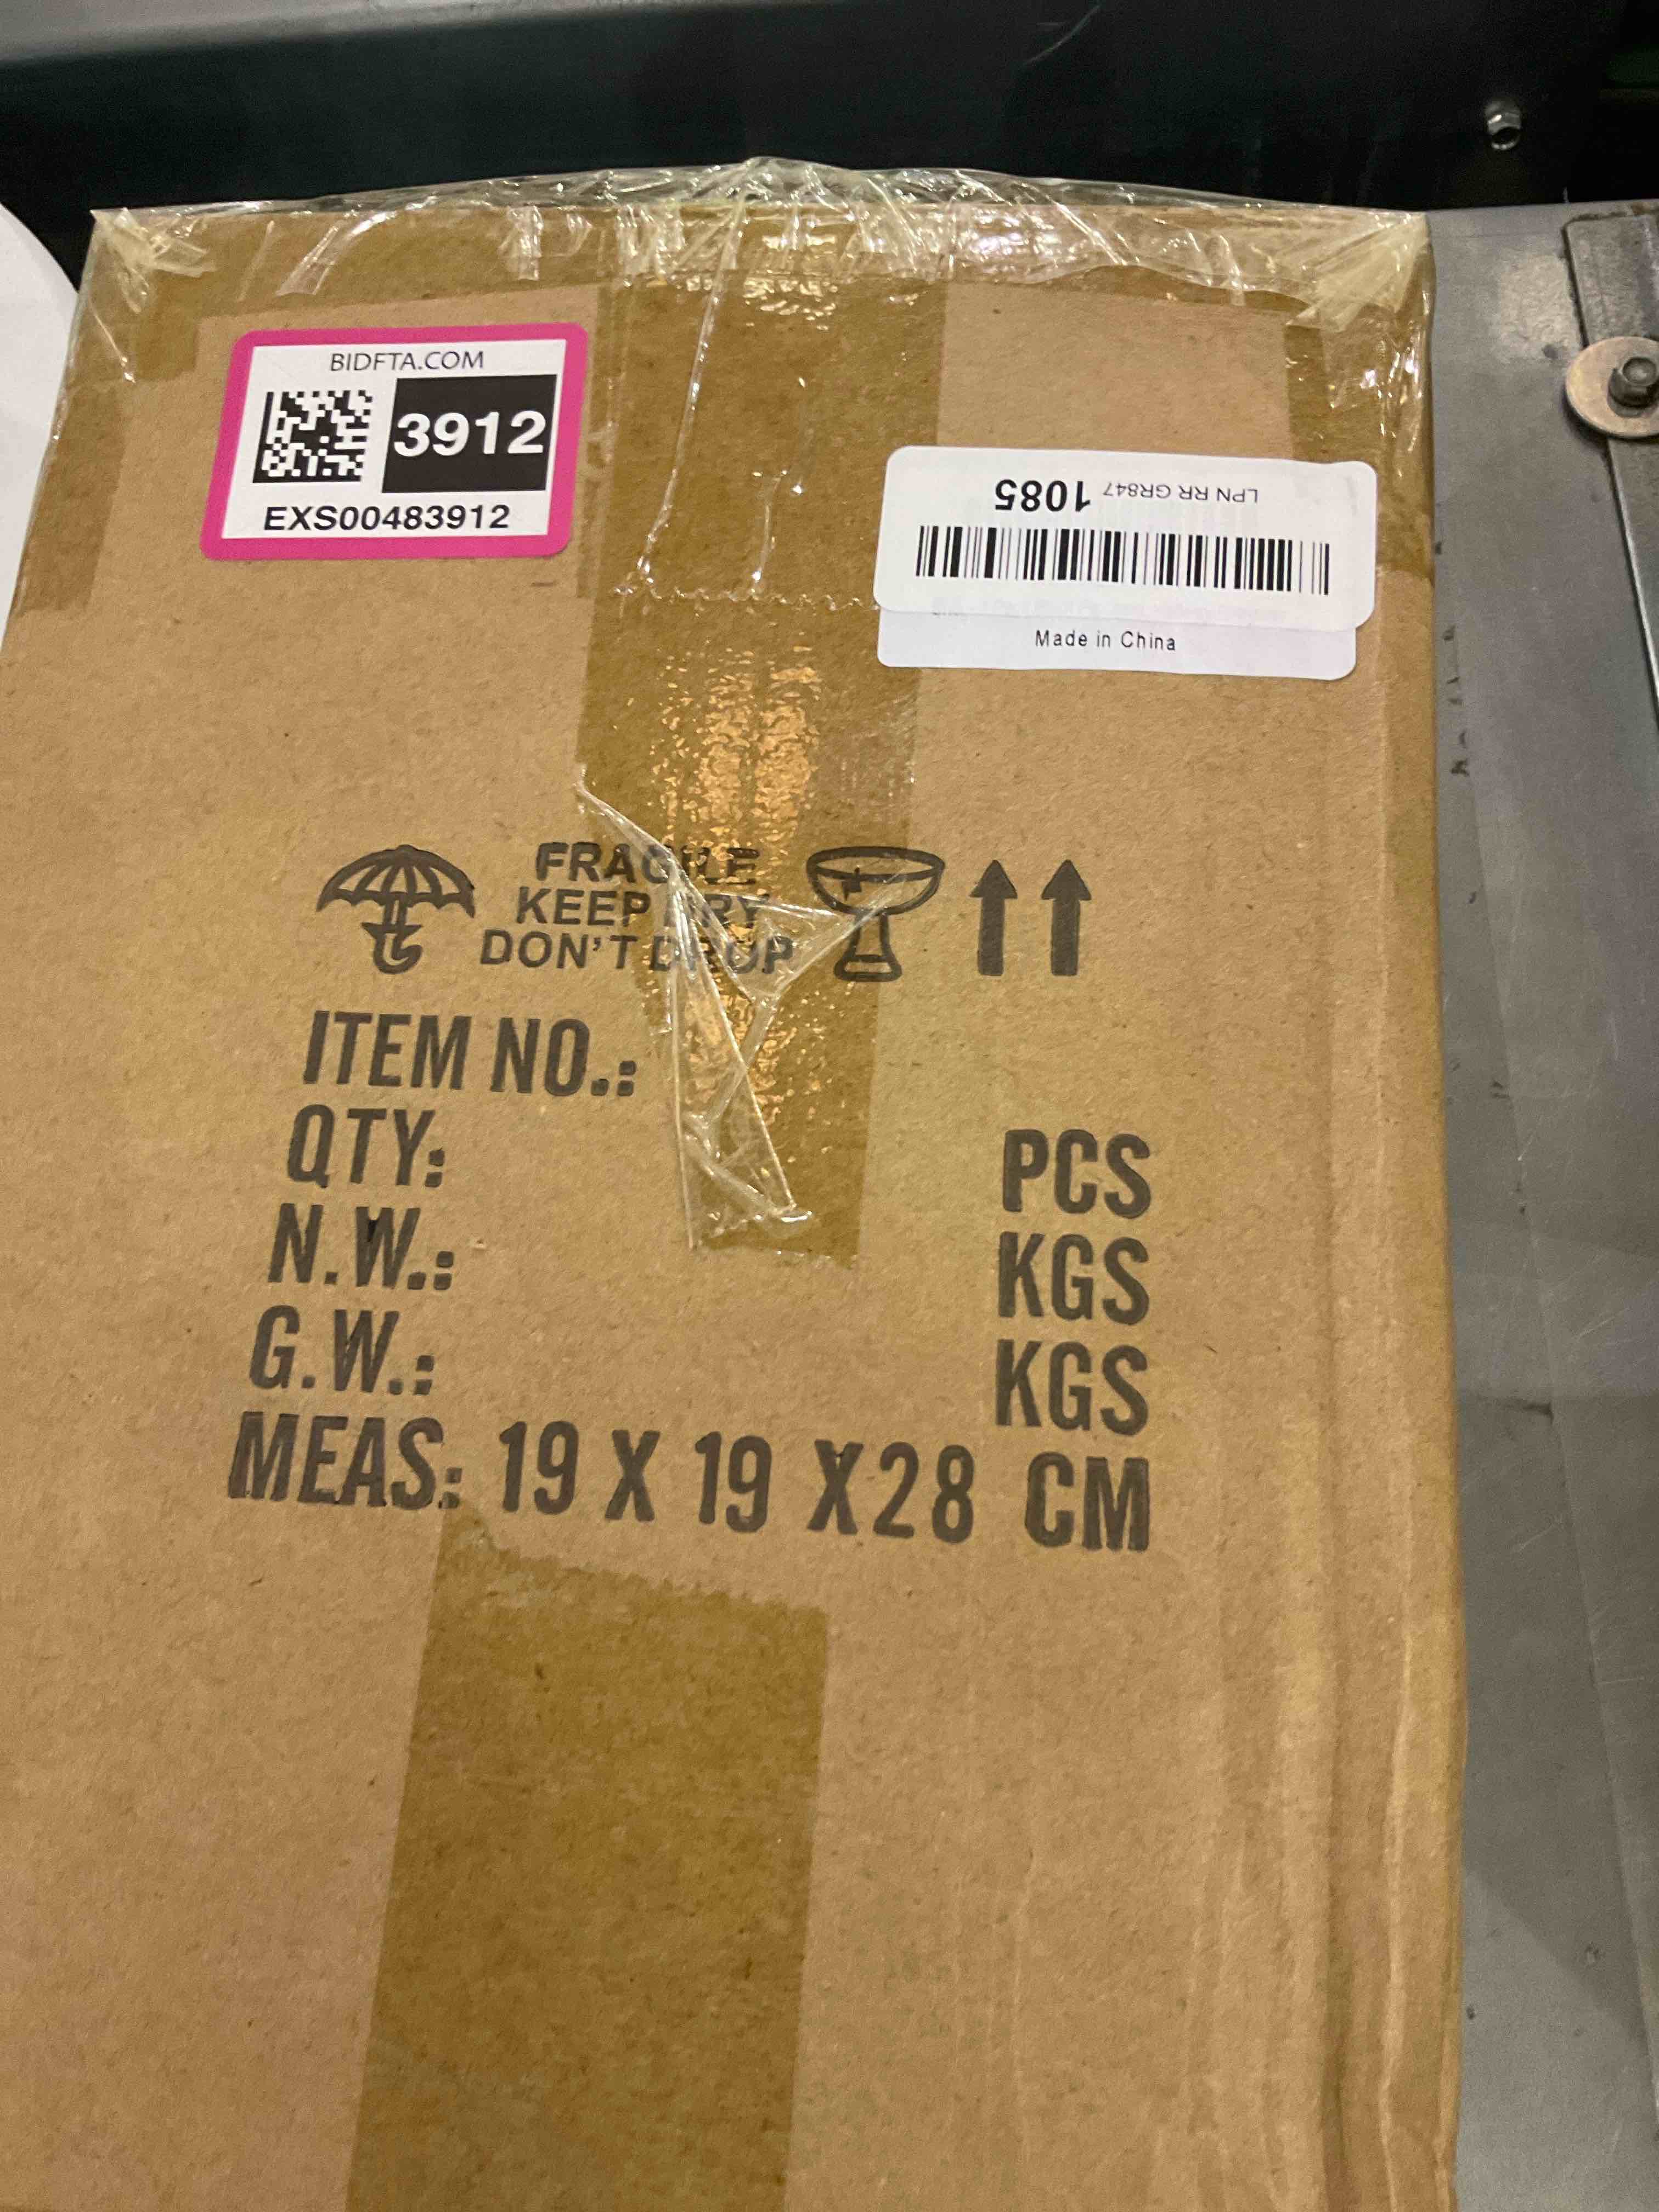 BIDFTA.COM
3912
EXS00483912
LPN RR GR847 1085
Made in China
FRAGILE
KEEP DRY
DON'T DROP
ITEM NO.:
QTY: PCS
N.W.: KGS
G.W.: KGS
MEAS: 19 X 19 X 28 CM